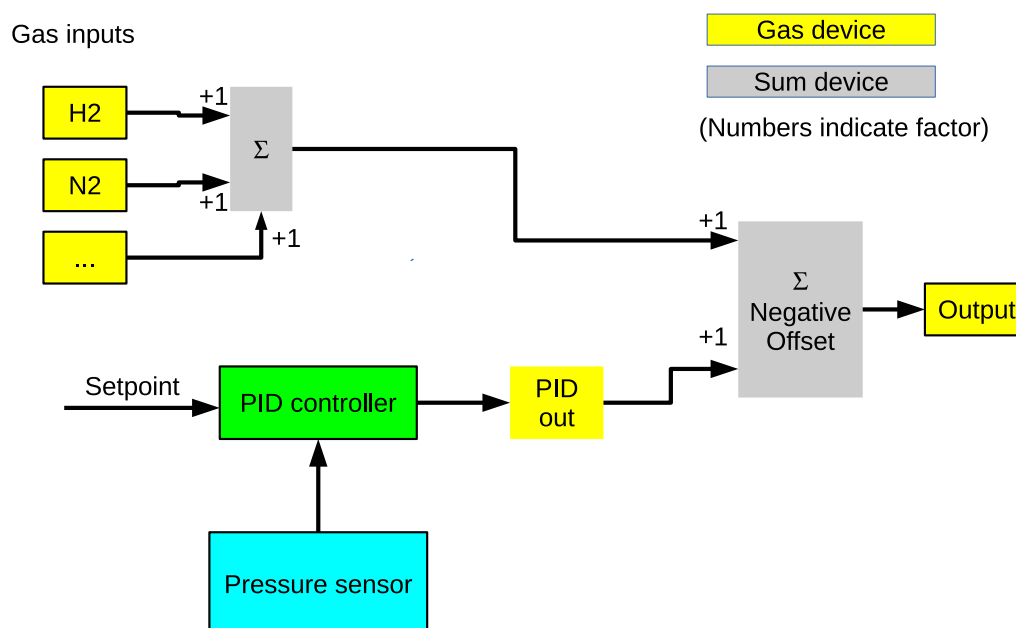 Gas inputs
Gas device
Sum device
(Numbers indicate factor)
H2
+1
Σ
N2
+1
...
+1
+1
Σ
Negative
Offset
+1
Output
Setpoint
PID controller
PID
out
Pressure sensor